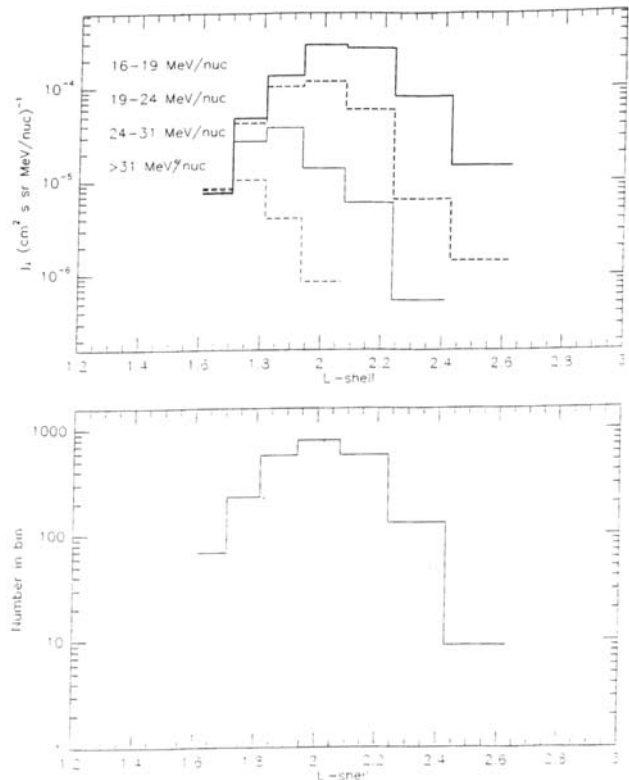 16-19 MeV/nuc
19-24 MeV/nuc
24-31 MeV/nuc
>31 MeV/nuc
10⁻⁴
10⁻⁵
10⁻⁶
J⊥ (cm² s sr MeV/nuc)⁻¹
1.2 1.4 1.6 1.8 2 2.2 2.4 2.6 2.8 3
L-shell
1000
100
10
1
Number in bin
1.2 1.4 1.6 1.8 2 2.2 2.4 2.6 2.8 3
L-shell